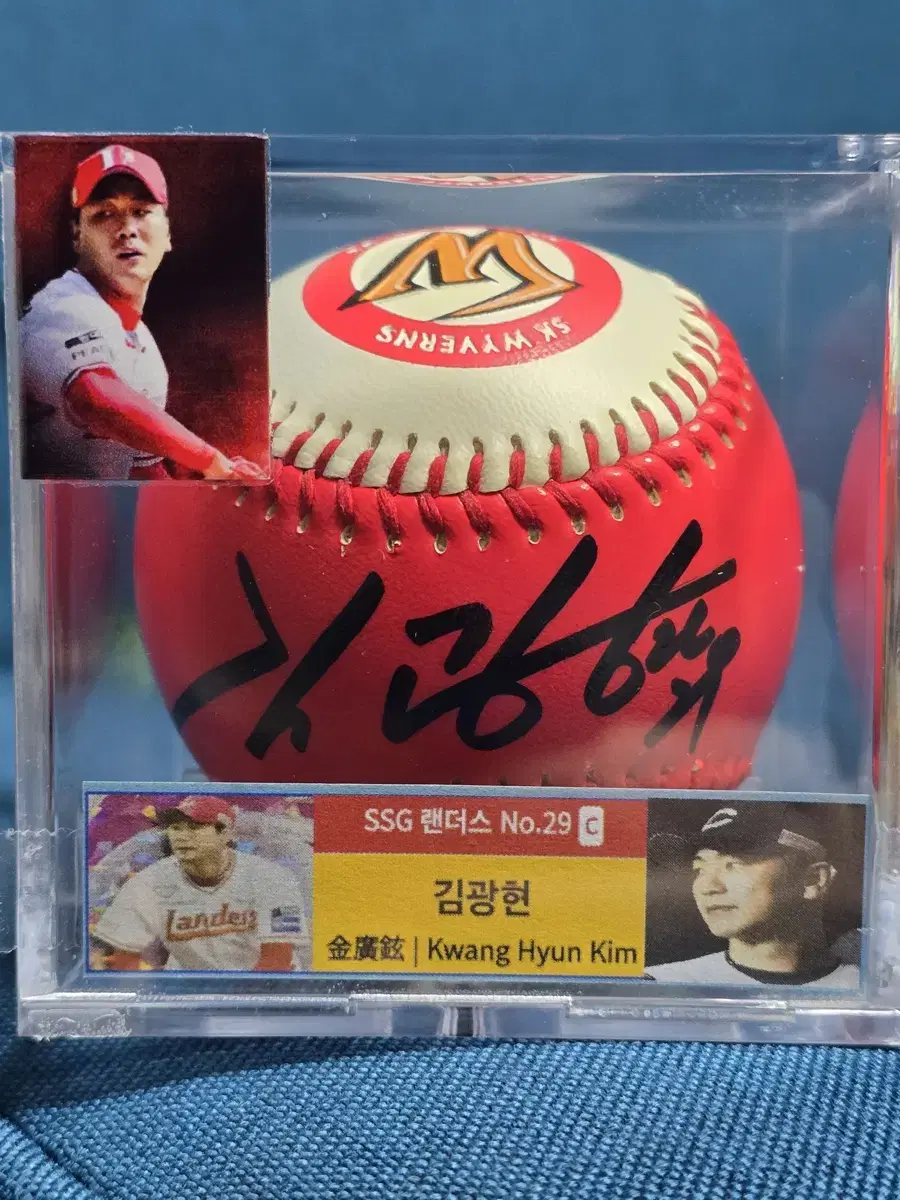 SK WYVERNS
김광현
SSG 랜더스 No.29 C
김광현
金廣鉉 | Kwang Hyun Kim
Landers